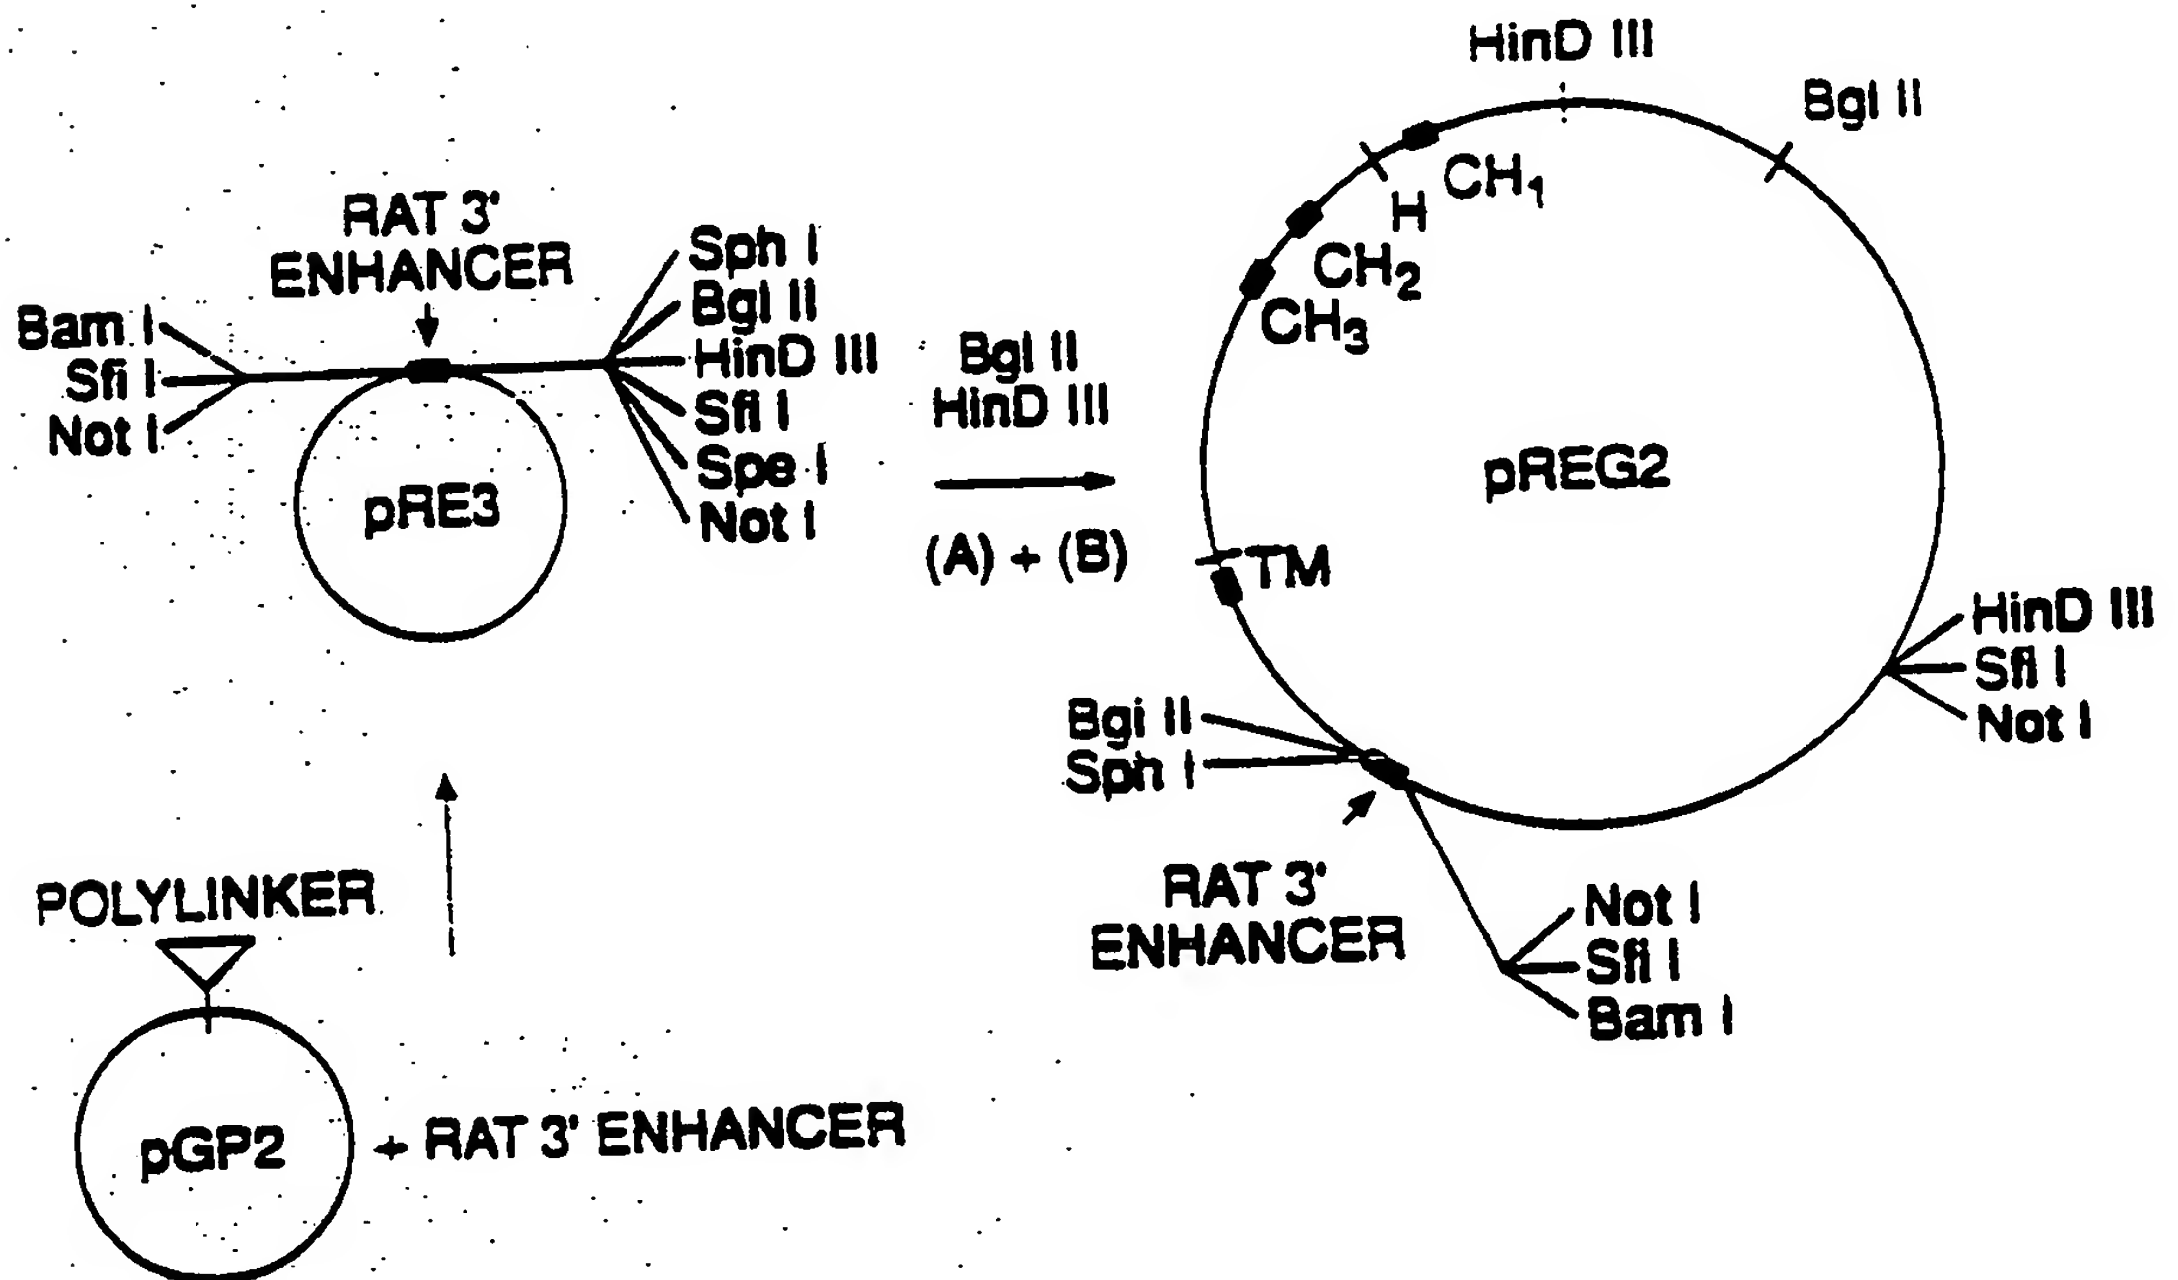 HinD III
Bgl II
CH1
H
CH2
CH3
RAT 3'
ENHANCER
Bam I
Sfi I
Not I
Sph I
Bgl II
HinD III
Sfi I
Spe I
Not I
pRE3
Bgl II
HinD III
(A) + (B)
pREG2
TM
HinD III
Sfi I
Not I
Bgl II
Sph I
RAT 3'
ENHANCER
Not I
Sfi I
Bam I
POLYLINKER
pGP2
+ RAT 3' ENHANCER